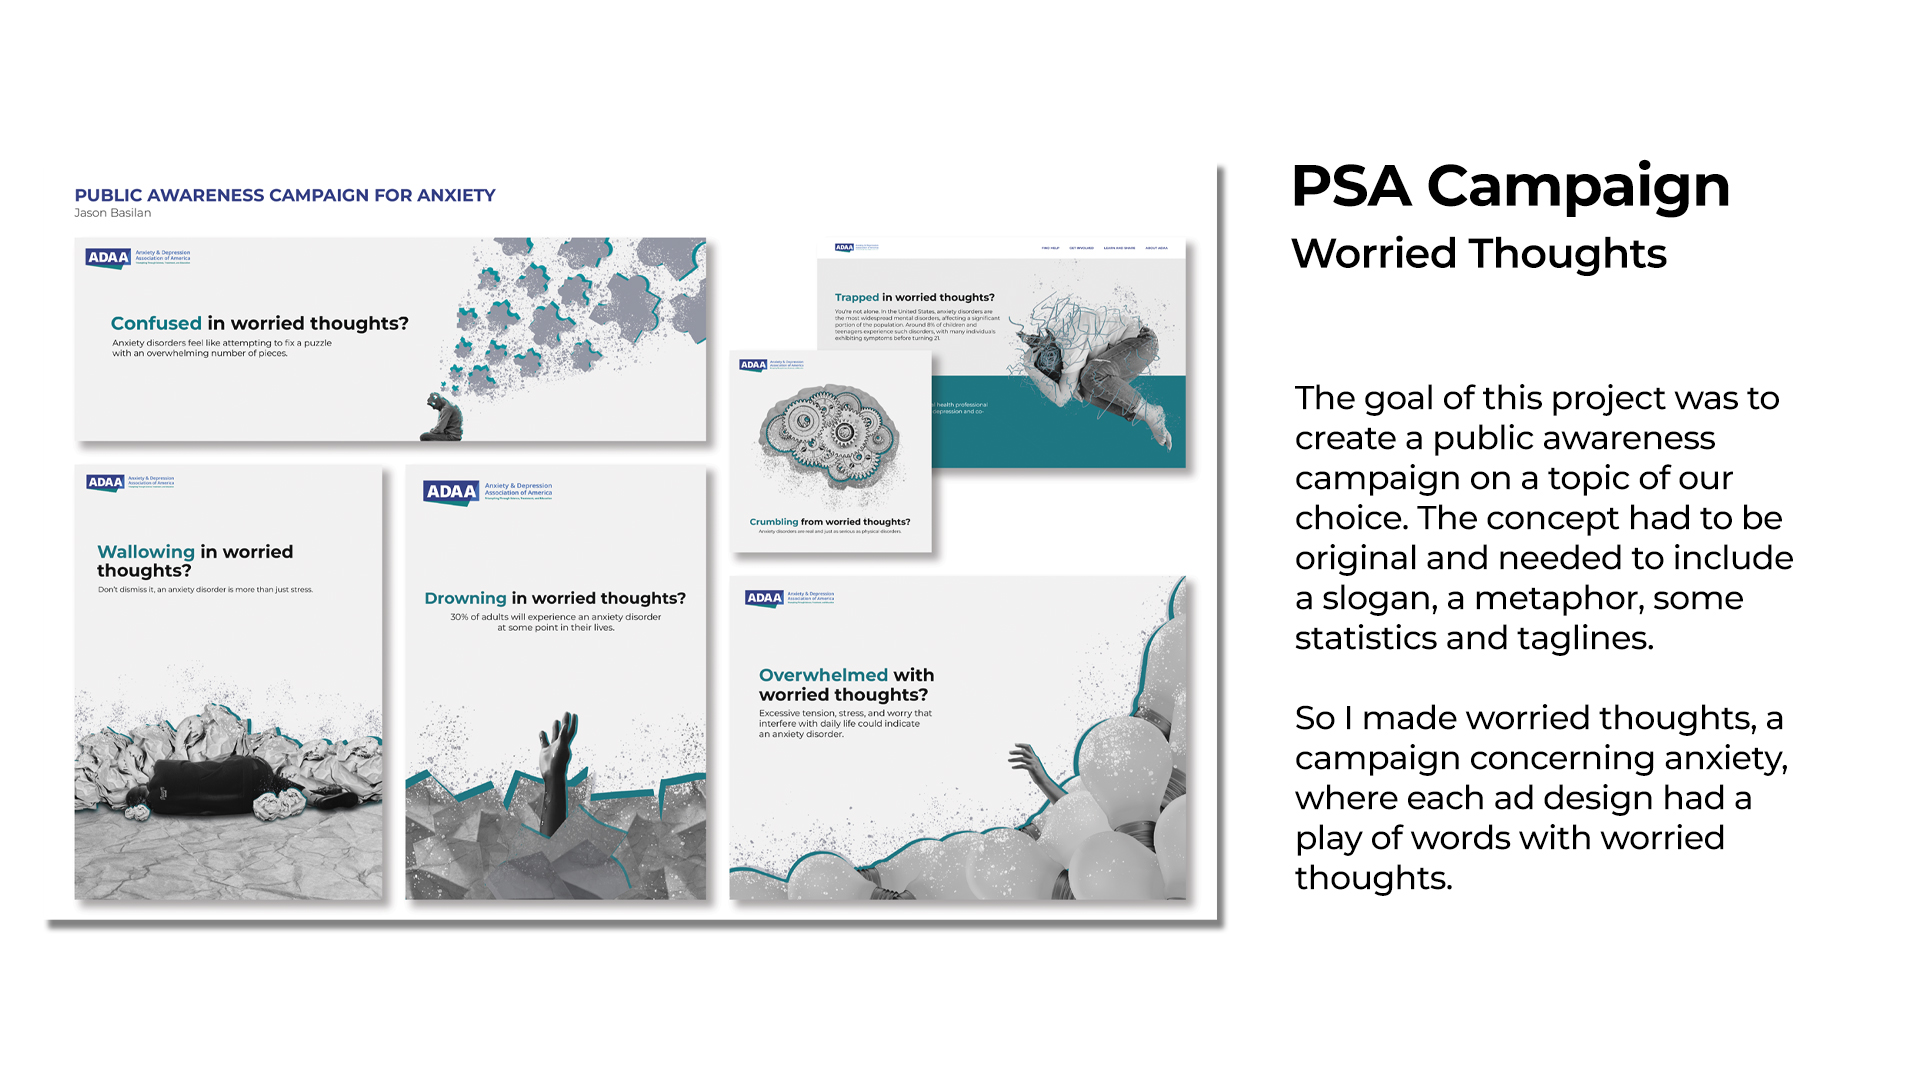 PUBLIC AWARENESS CAMPAIGN FOR ANXIETY
Jason Basilan
ADAA Anxiety & Depression
Association of America
Confused in worried thoughts?
Anxiety disorders feel like attempting to fix a puzzle
with an overwhelming number of pieces.
ADAA
FIND HELP GET INVOLVED LEARN AND SHARE ABOUT ADAA
Trapped in worried thoughts?
You're not alone. In the United States, anxiety disorders are
the most widespread mental disorders, affecting a significant
portion of the population. Around 8% of children and
teenagers experience such disorders, with many individuals
exhibiting symptoms before turning 21.
health professional
depression and co-
ADAA Anxiety & Depression
Association of America
Crumbling from worried thoughts?
Anxiety disorders are real and just as serious as physical disorders
ADAA Anxiety & Depression
Association of America
Wallowing in worried
thoughts?
Don't dismiss it, an anxiety disorder is more than just stress.
ADAA Anxiety & Depression
Association of America
Drowning in worried thoughts?
30% of adults will experience an anxiety disorder
at some point in their lives.
ADAA Anxiety & Depression
Association of America
Overwhelmed with
worried thoughts?
Excessive tension, stress, and worry that
interfere with daily life could indicate
an anxiety disorder.
PSA Campaign
Worried Thoughts
The goal of this project was to
create a public awareness
campaign on a topic of our
choice. The concept had to be
original and needed to include
a slogan, a metaphor, some
statistics and taglines.
So I made worried thoughts, a
campaign concerning anxiety,
where each ad design had a
play of words with worried
thoughts.